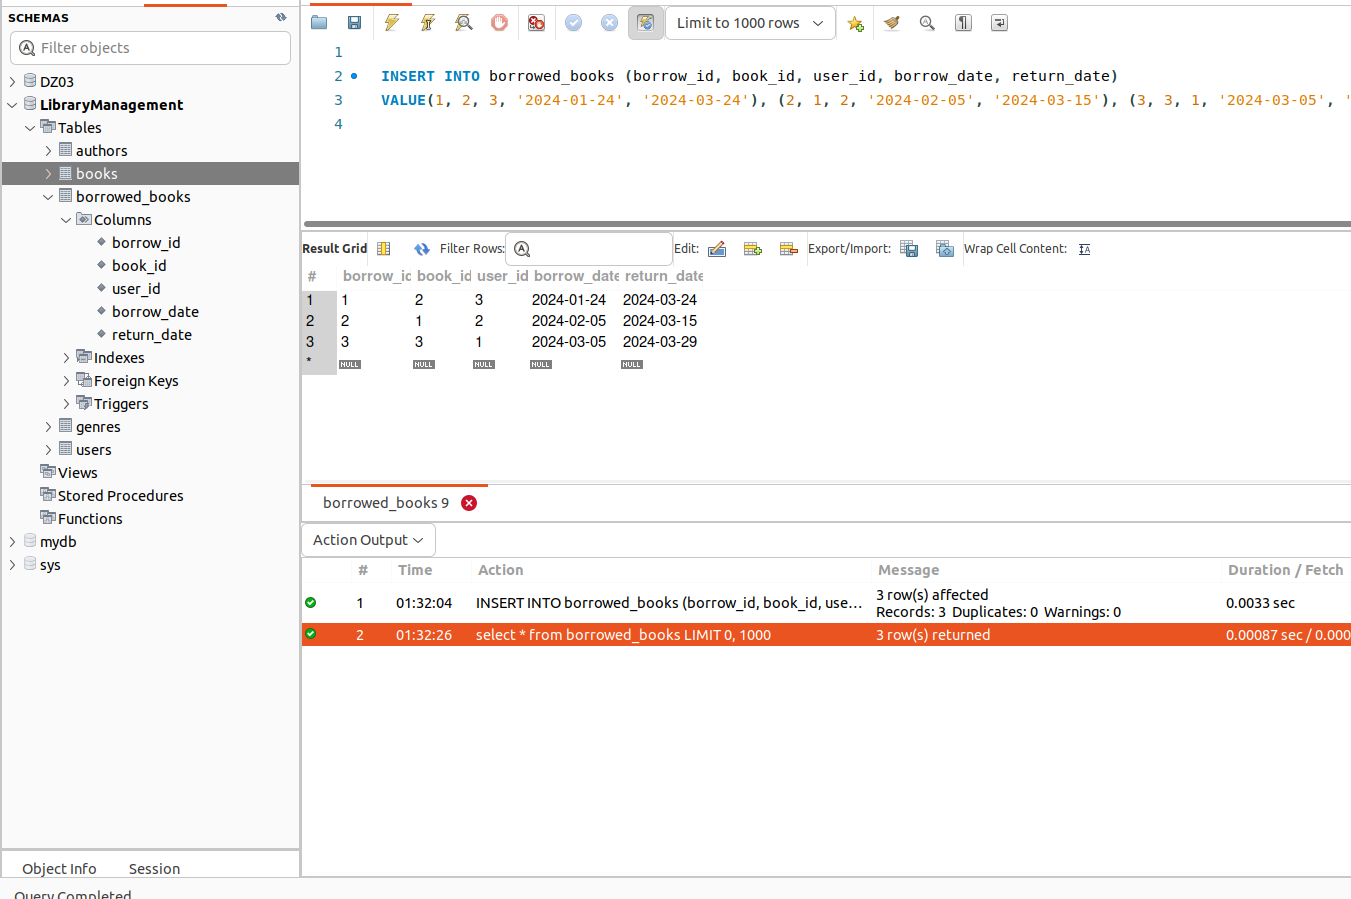 SCHEMAS
Filter objects
DZ03
LibraryManagement
Tables
authors
books
borrowed_books
Columns
borrow_id
book_id
user_id
borrow_date
return_date
Indexes
Foreign Keys
Triggers
genres
users
Views
Stored Procedures
Functions
mydb
sys
Object Info Session
Query Completed
Limit to 1000 rows
1
2 INSERT INTO borrowed_books (borrow_id, book_id, user_id, borrow_date, return_date)
3 VALUE(1, 2, 3, '2024-01-24', '2024-03-24'), (2, 1, 2, '2024-02-05', '2024-03-15'), (3, 3, 1, '2024-03-05', '
4
Result Grid Filter Rows: Edit: Export/Import: Wrap Cell Content:
# borrow_id book_id user_id borrow_date return_date
1 1 2 3 2024-01-24 2024-03-24
2 2 1 2 2024-02-05 2024-03-15
3 3 3 1 2024-03-05 2024-03-29
* NULL NULL NULL NULL NULL
borrowed_books 9
Action Output
# Time Action Message Duration / Fetch
1 01:32:04 INSERT INTO borrowed_books (borrow_id, book_id, use... 3 row(s) affected
Records: 3 Duplicates: 0 Warnings: 0 0.0033 sec
2 01:32:26 select * from borrowed_books LIMIT 0, 1000 3 row(s) returned 0.00087 sec / 0.000